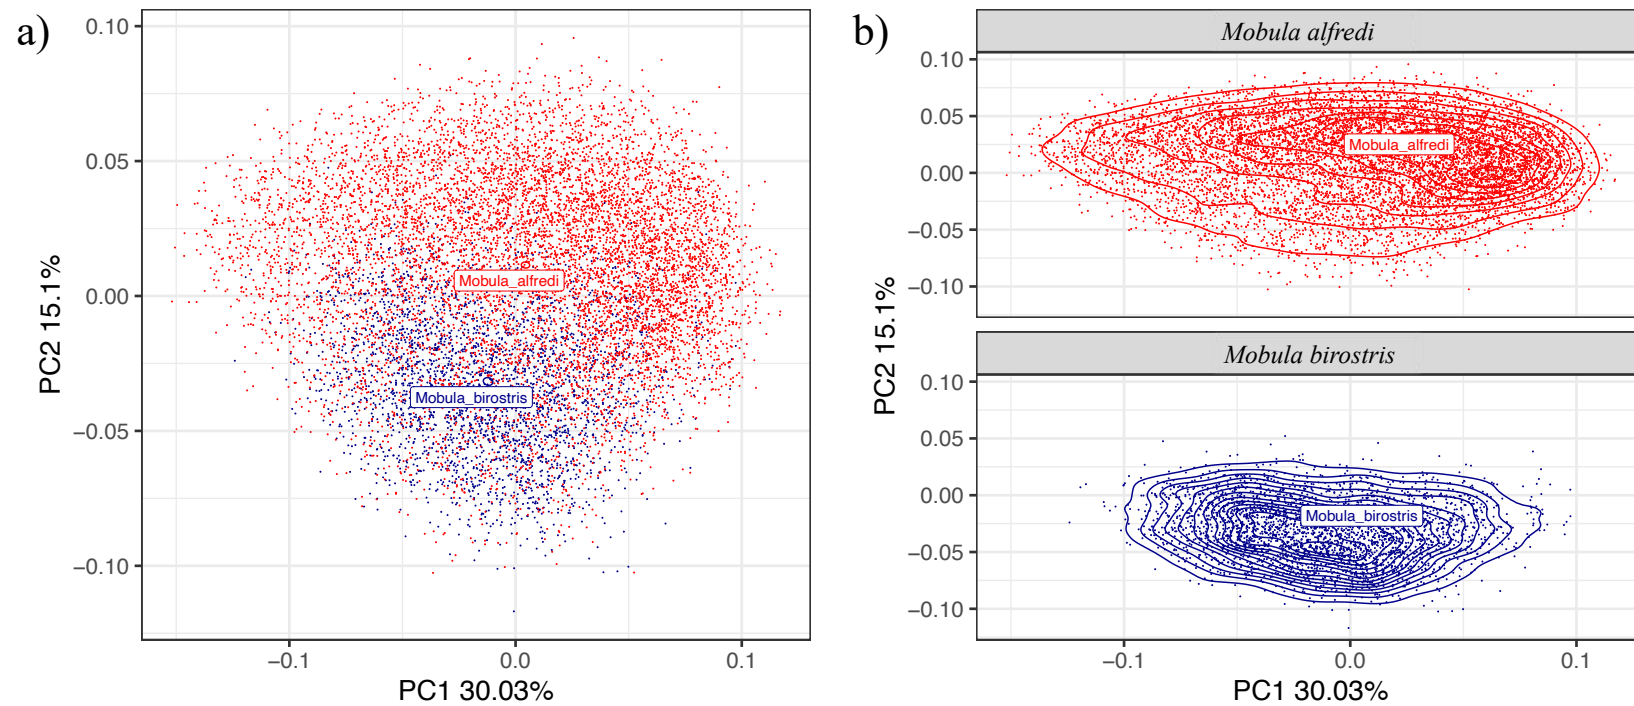 a)
0.10
0.05
0.00
−0.05
−0.10
PC2 15.1%
Mobula_alfredi
Mobula_birostris
−0.1
0.0
0.1
PC1 30.03%
b)
Mobula alfredi
0.10
0.05
0.00
−0.05
−0.10
Mobula_alfredi
PC2 15.1%
Mobula birostris
0.10
0.05
0.00
−0.05
−0.10
Mobula_birostris
−0.1
0.0
0.1
PC1 30.03%